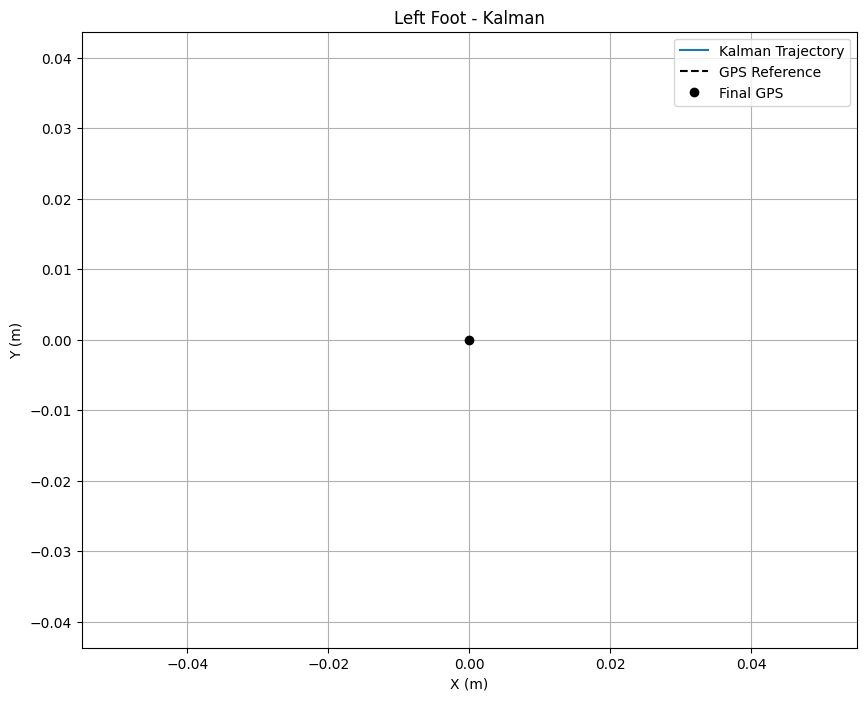 Left Foot - Kalman
Kalman Trajectory
GPS Reference
Final GPS
0.04
0.03
0.02
0.01
0.00
−0.01
−0.02
−0.03
−0.04
Y (m)
−0.04 −0.02 0.00 0.02 0.04
X (m)